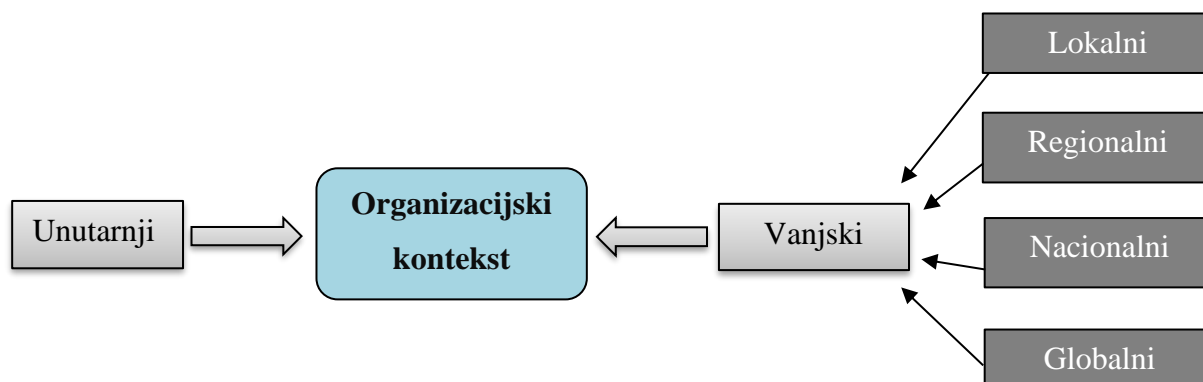 Unutarnji
Organizacijski
kontekst
Vanjski
Lokalni
Regionalni
Nacionalni
Globalni